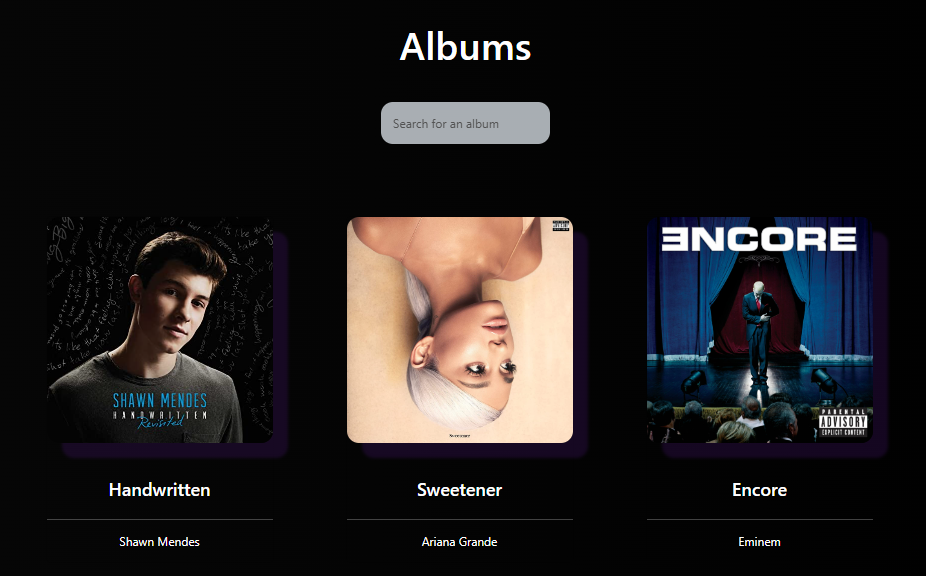 Albums
Search for an album
SHAWN MENDES
HANDWRITTEN
Revisited
Sweetener
ƎNCORE
PARENTAL
ADVISORY
EXPLICIT CONTENT
Handwritten
Sweetener
Encore
Shawn Mendes
Ariana Grande
Eminem